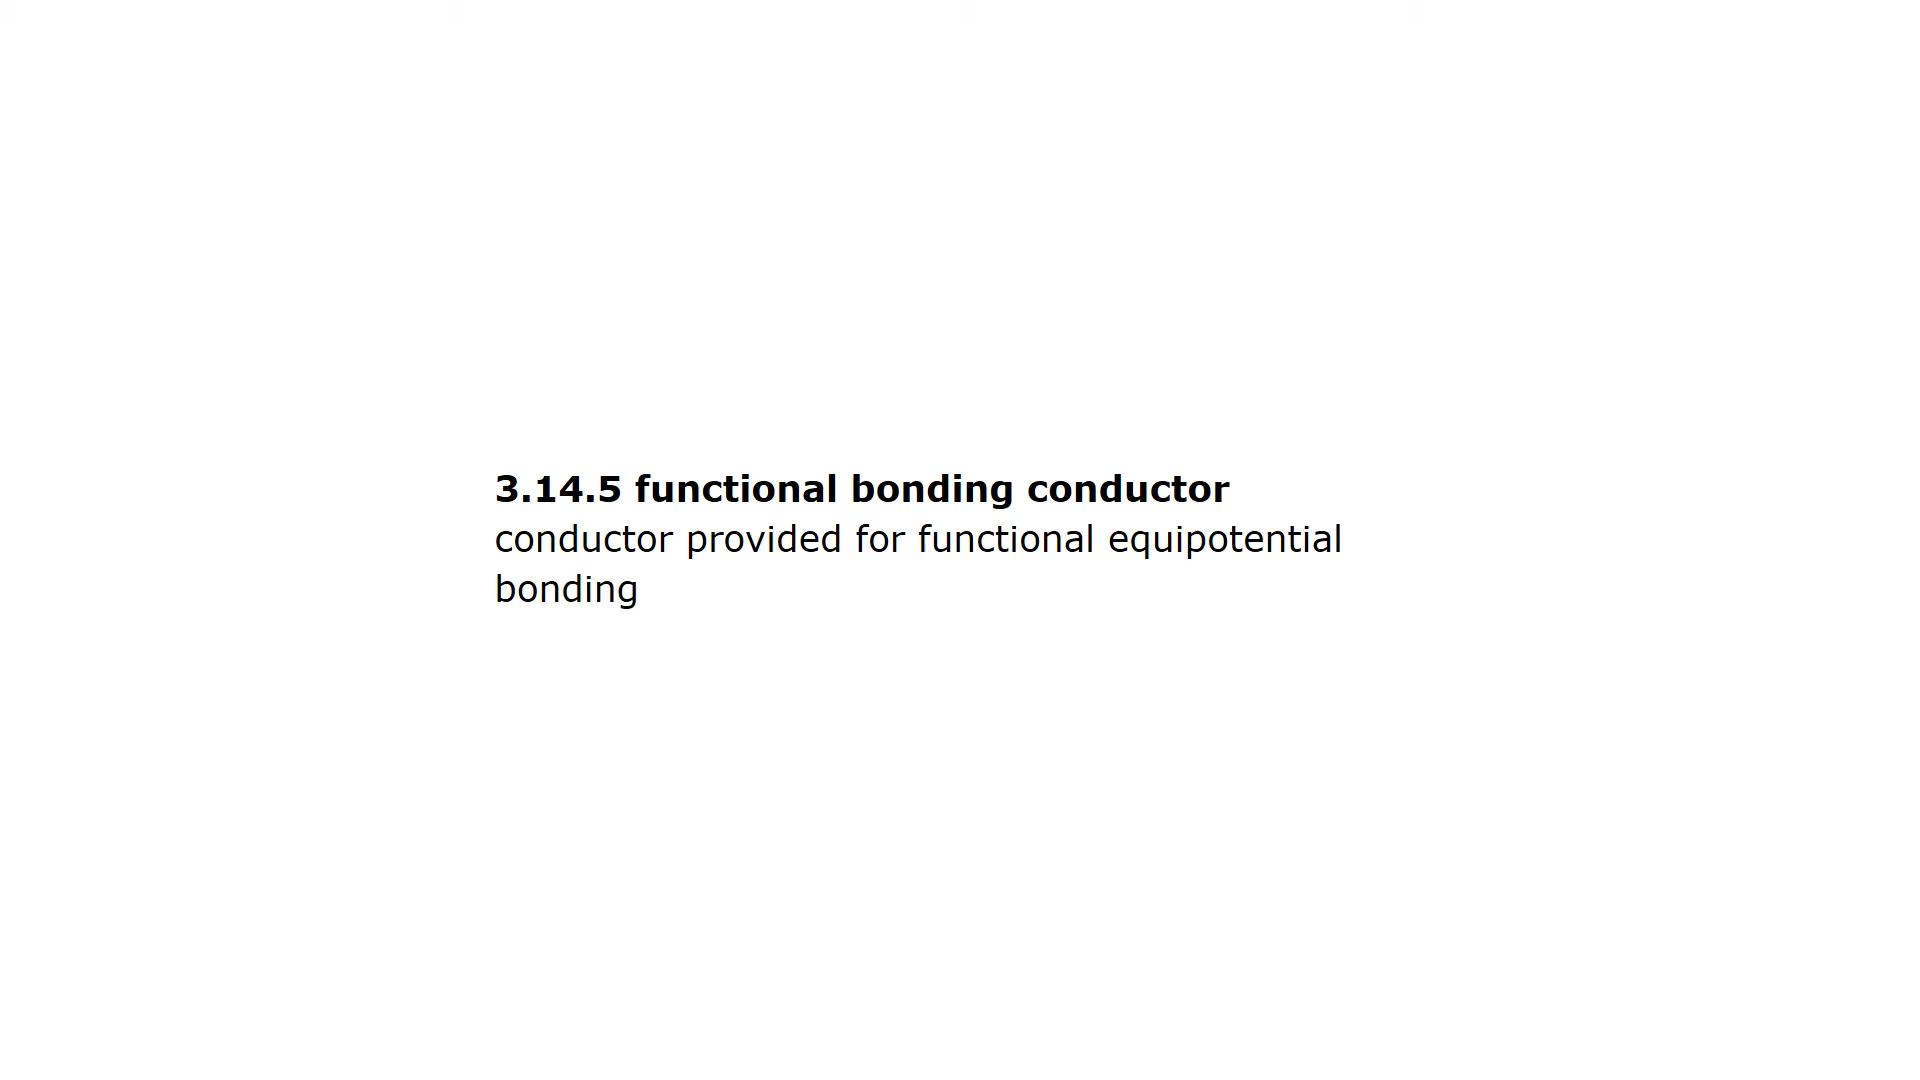 3.14.5 functional bonding conductor
conductor provided for functional equipotential
bonding